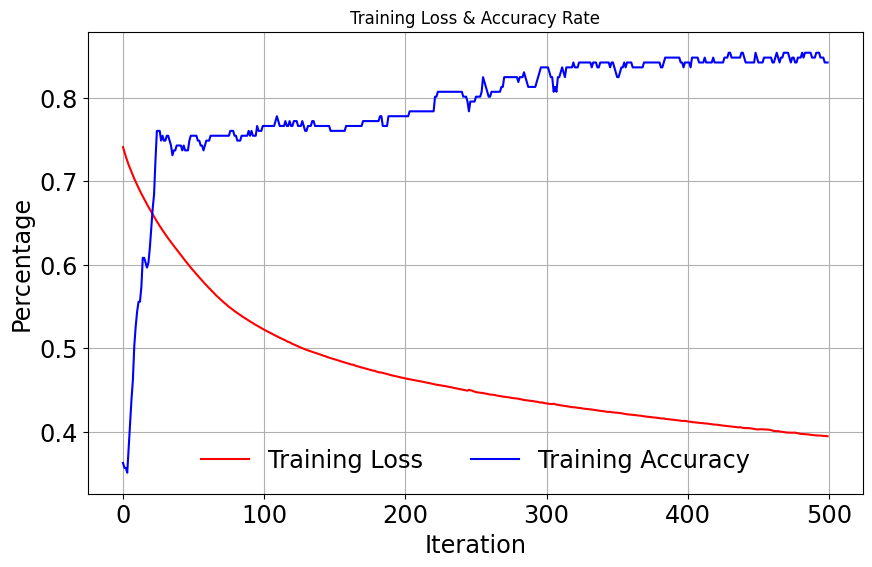 Training Loss & Accuracy Rate
0.8
0.7
0.6
0.5
0.4
Percentage
Training Loss Training Accuracy
0 100 200 300 400 500
Iteration